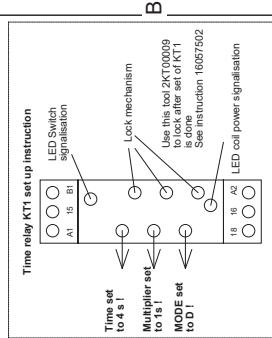 B
Time relay KT1 set up instruction
LED Switch
signalisation
Lock mechanism
Use this tool 2KT00009
to lock after set of KT1
is done
See instruction 16057502
LED coil power signalisation
A1 15 B1
18 16 A2
Time set
to 4 s !
Multiplier set
to 1s !
MODE set
to D !